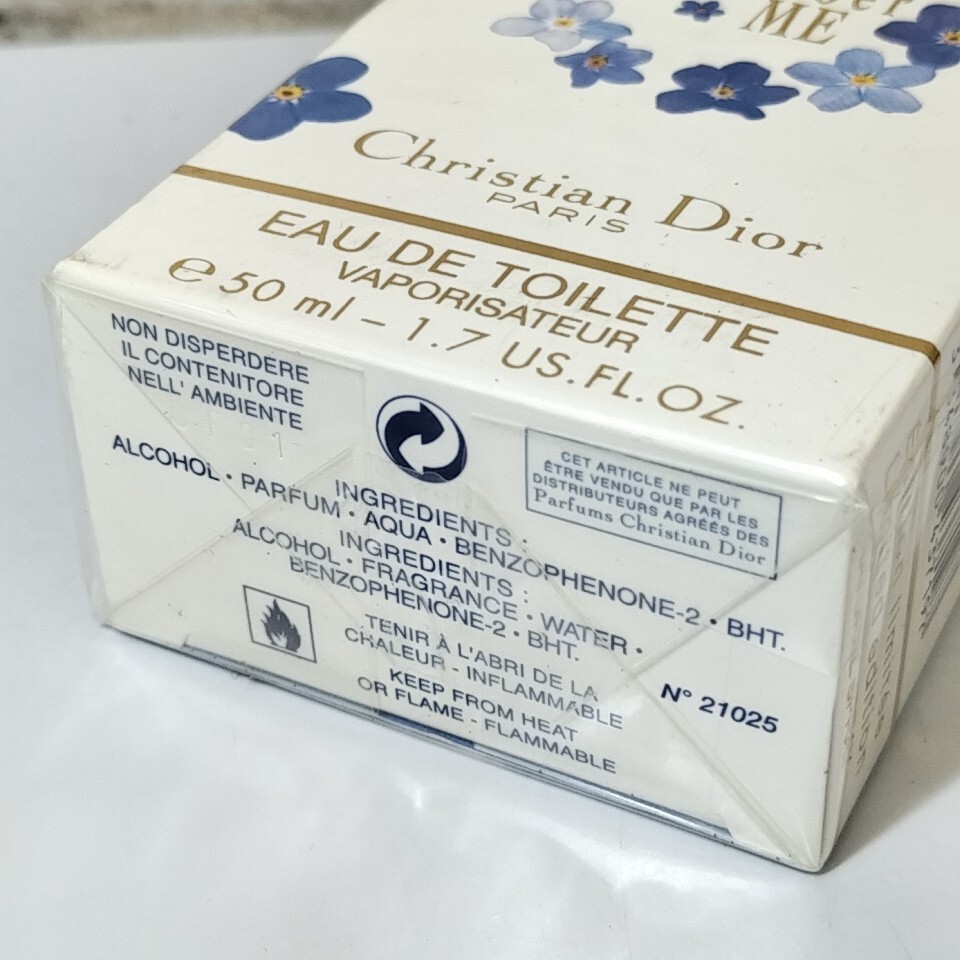 ME
Christian Dior
PARIS
EAU DE TOILETTE
VAPORISATEUR
℮ 50 ml – 1.7 US.FL.OZ.
NON DISPERDERE
IL CONTENITORE
NELL' AMBIENTE
CET ARTICLE NE PEUT
ÊTRE VENDU QUE PAR LES
DISTRIBUTEURS AGRÉÉS DES
Parfums Christian Dior
INGREDIENTS :
ALCOHOL • PARFUM • AQUA • BENZOPHENONE-2 • BHT.
INGREDIENTS :
ALCOHOL • FRAGRANCE • WATER •
BENZOPHENONE-2 • BHT.
TENIR À L'ABRI DE LA
CHALEUR - INFLAMMABLE
KEEP FROM HEAT
OR FLAME - FLAMMABLE
N° 21025